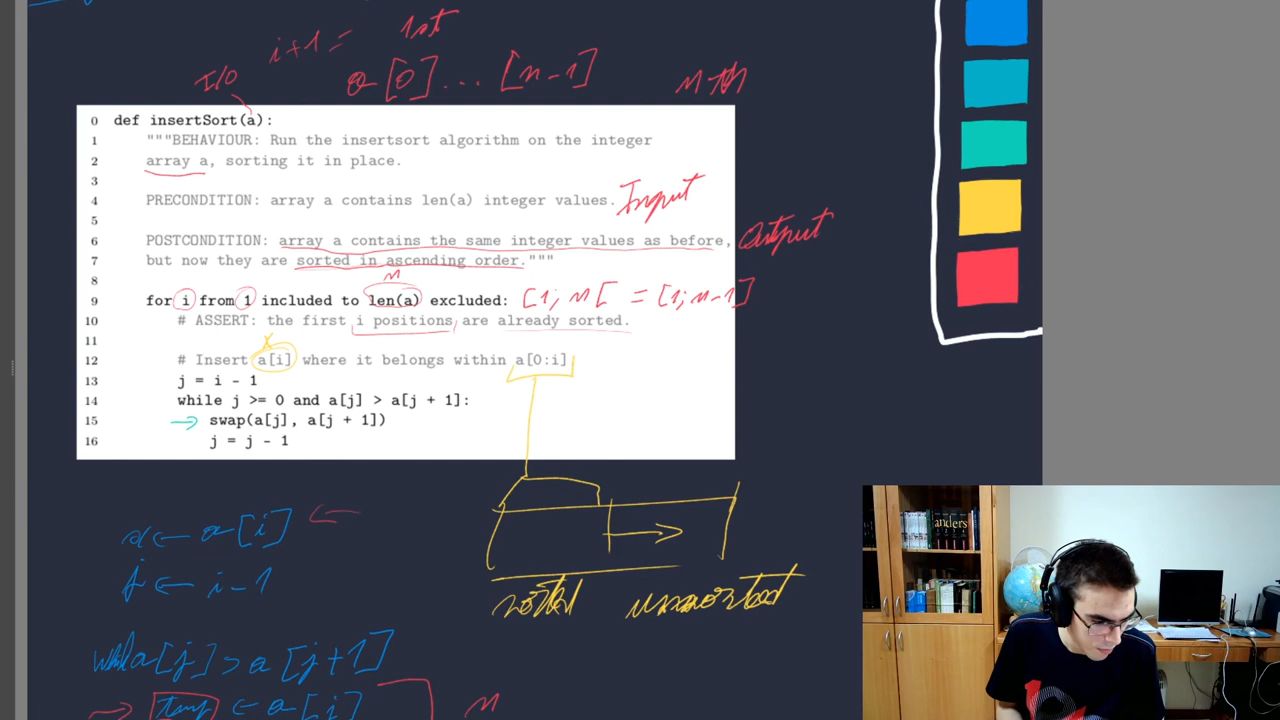 i+1 = 1st
I/O
a[0]...[n-1] nth
0 def insertSort(a):
1 """BEHAVIOUR: Run the insertsort algorithm on the integer
2 array a, sorting it in place.
3
4 PRECONDITION: array a contains len(a) integer values. Input
5
6 POSTCONDITION: array a contains the same integer values as before, Output
7 but now they are sorted in ascending order."""
8 n
9 for i from 1 included to len(a) excluded: [1; n[ = [1; n-1]
10 # ASSERT: the first i positions are already sorted.
11 x
12 # Insert a[i] where it belongs within a[0:i]
13 j = i - 1
14 while j >= 0 and a[j] > a[j + 1]:
15 → swap(a[j], a[j + 1])
16 j = j - 1
x ← a[i] ←
j ← i-1
sorted unsorted
while a[j] > a[j+1]
→ tmp ← a[j] n
anders